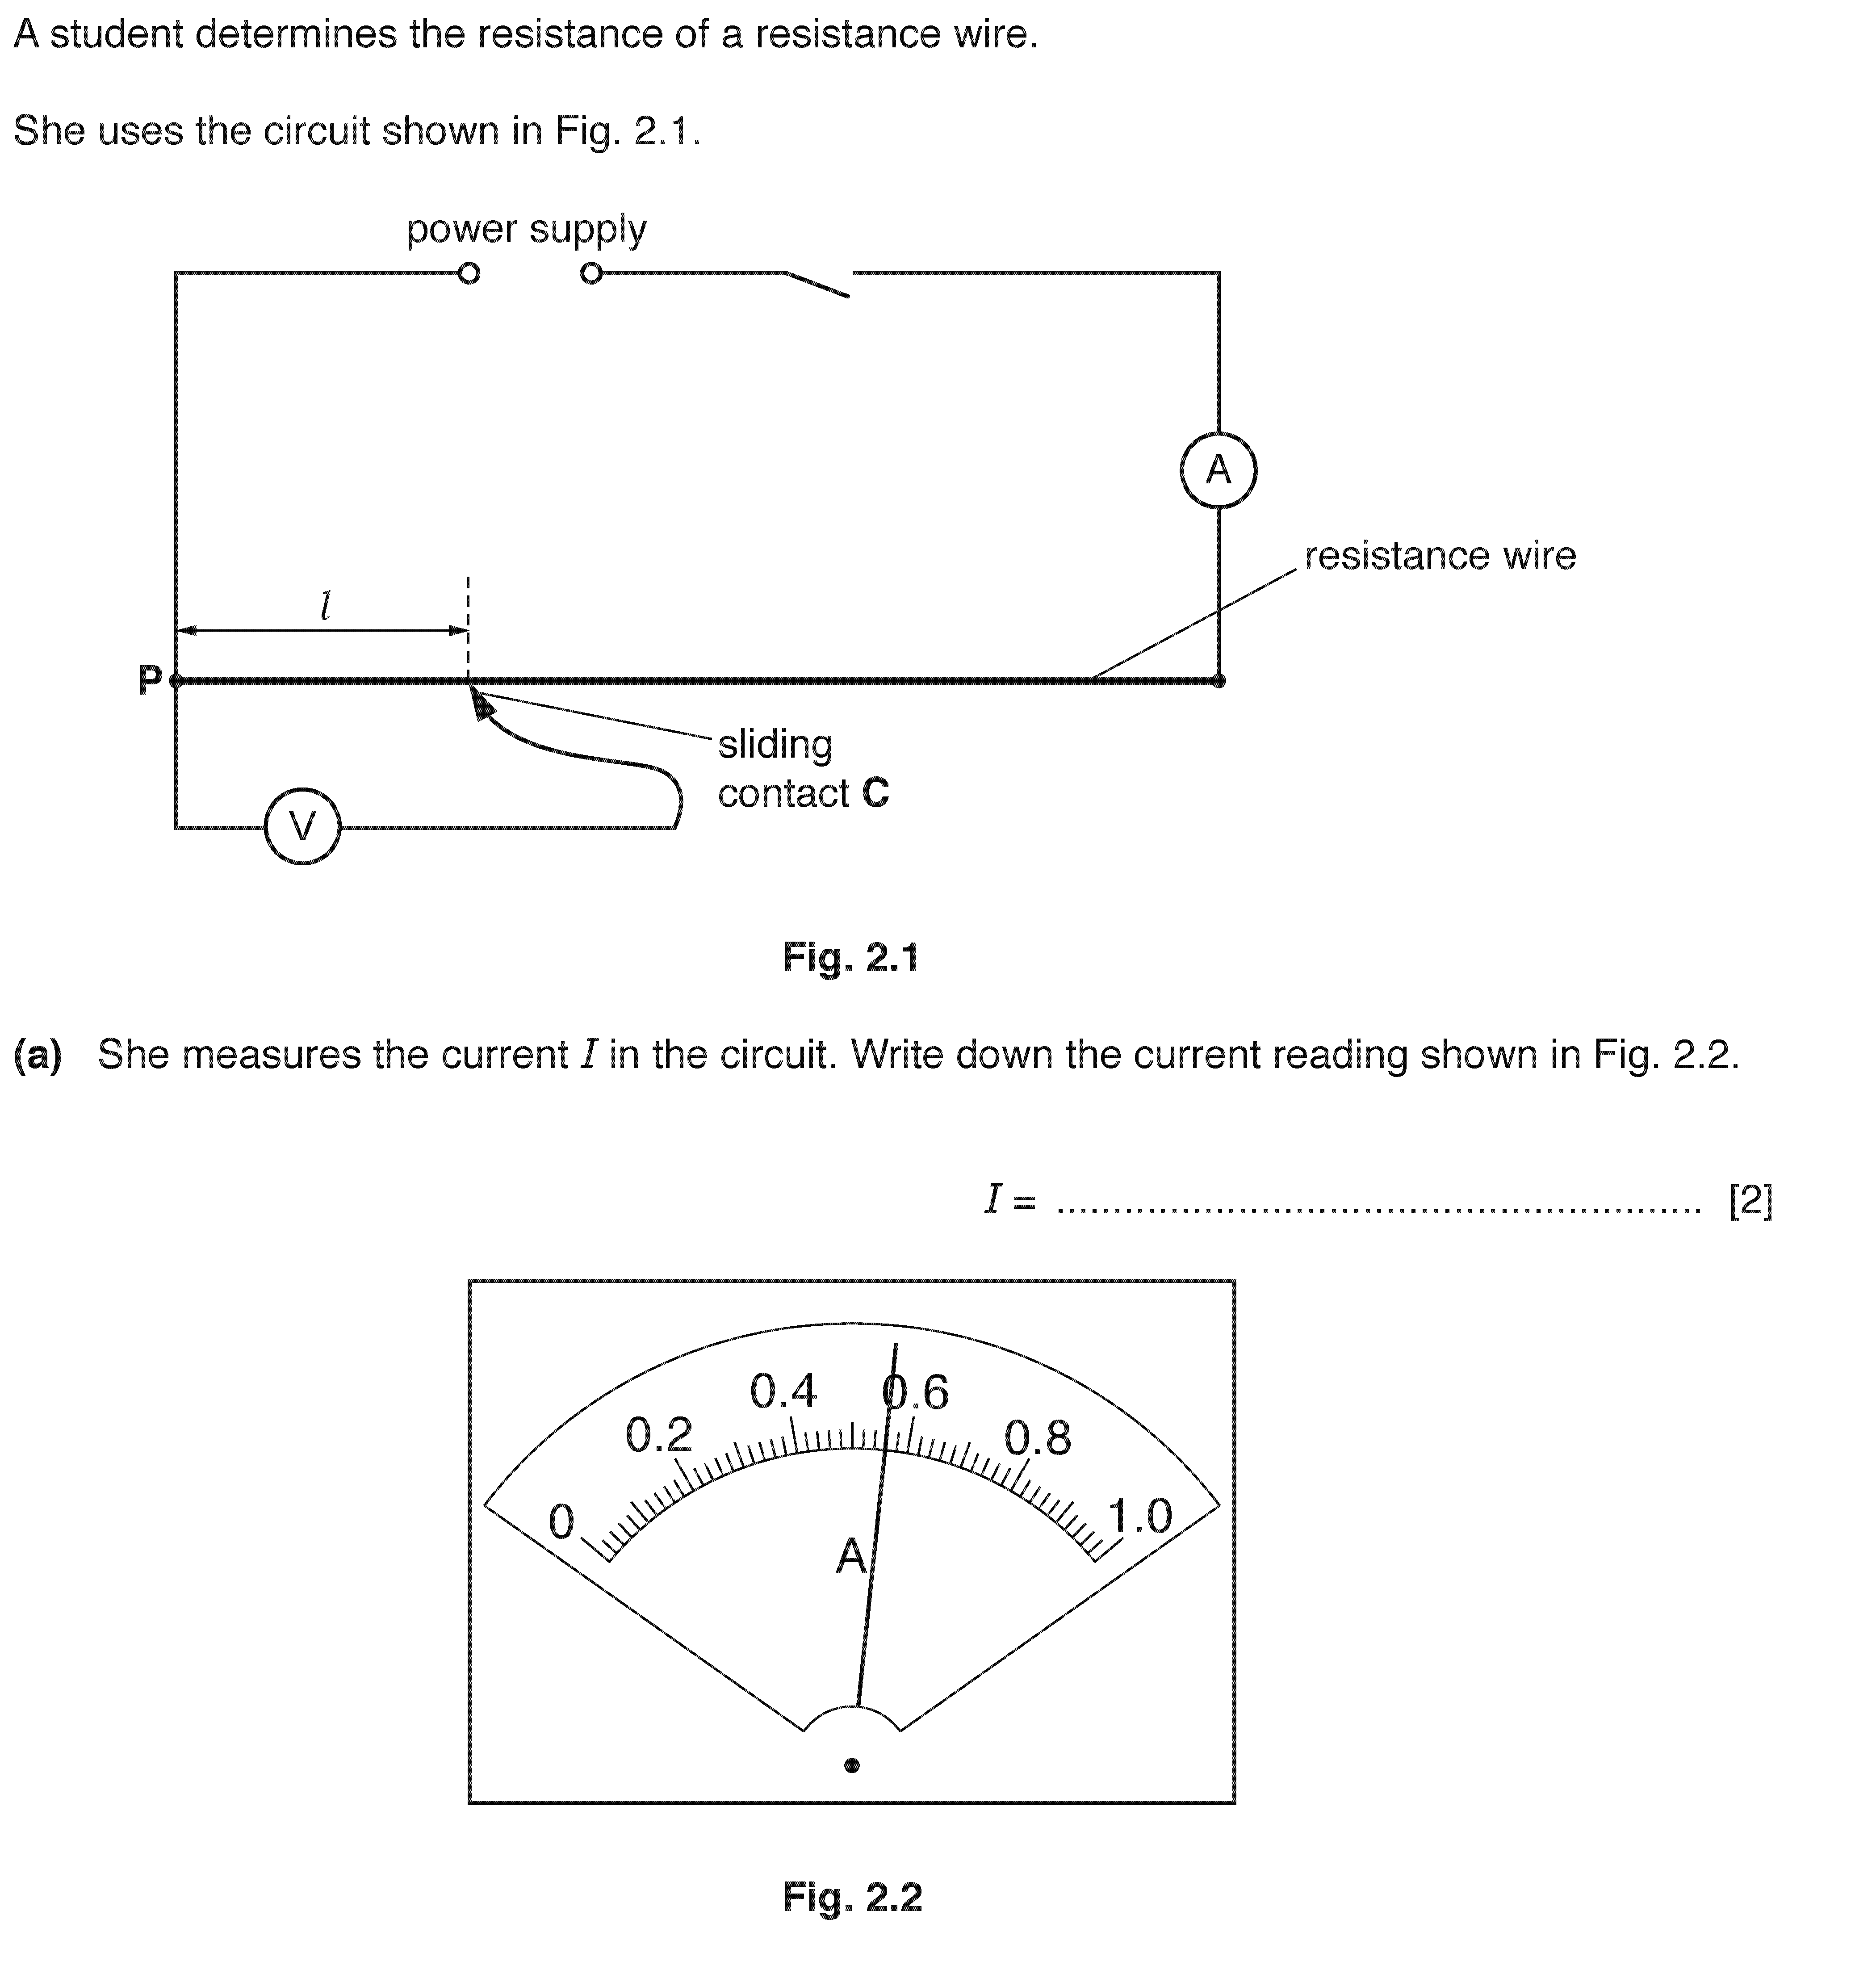 A student determines the resistance of a resistance wire.
She uses the circuit shown in Fig. 2.1.
power supply
A
resistance wire
l
P
sliding
contact C
V
Fig. 2.1
(a) She measures the current I in the circuit. Write down the current reading shown in Fig. 2.2.
I = ......................................................... [2]
0 0.2 0.4 0.6 0.8 1.0
A
Fig. 2.2